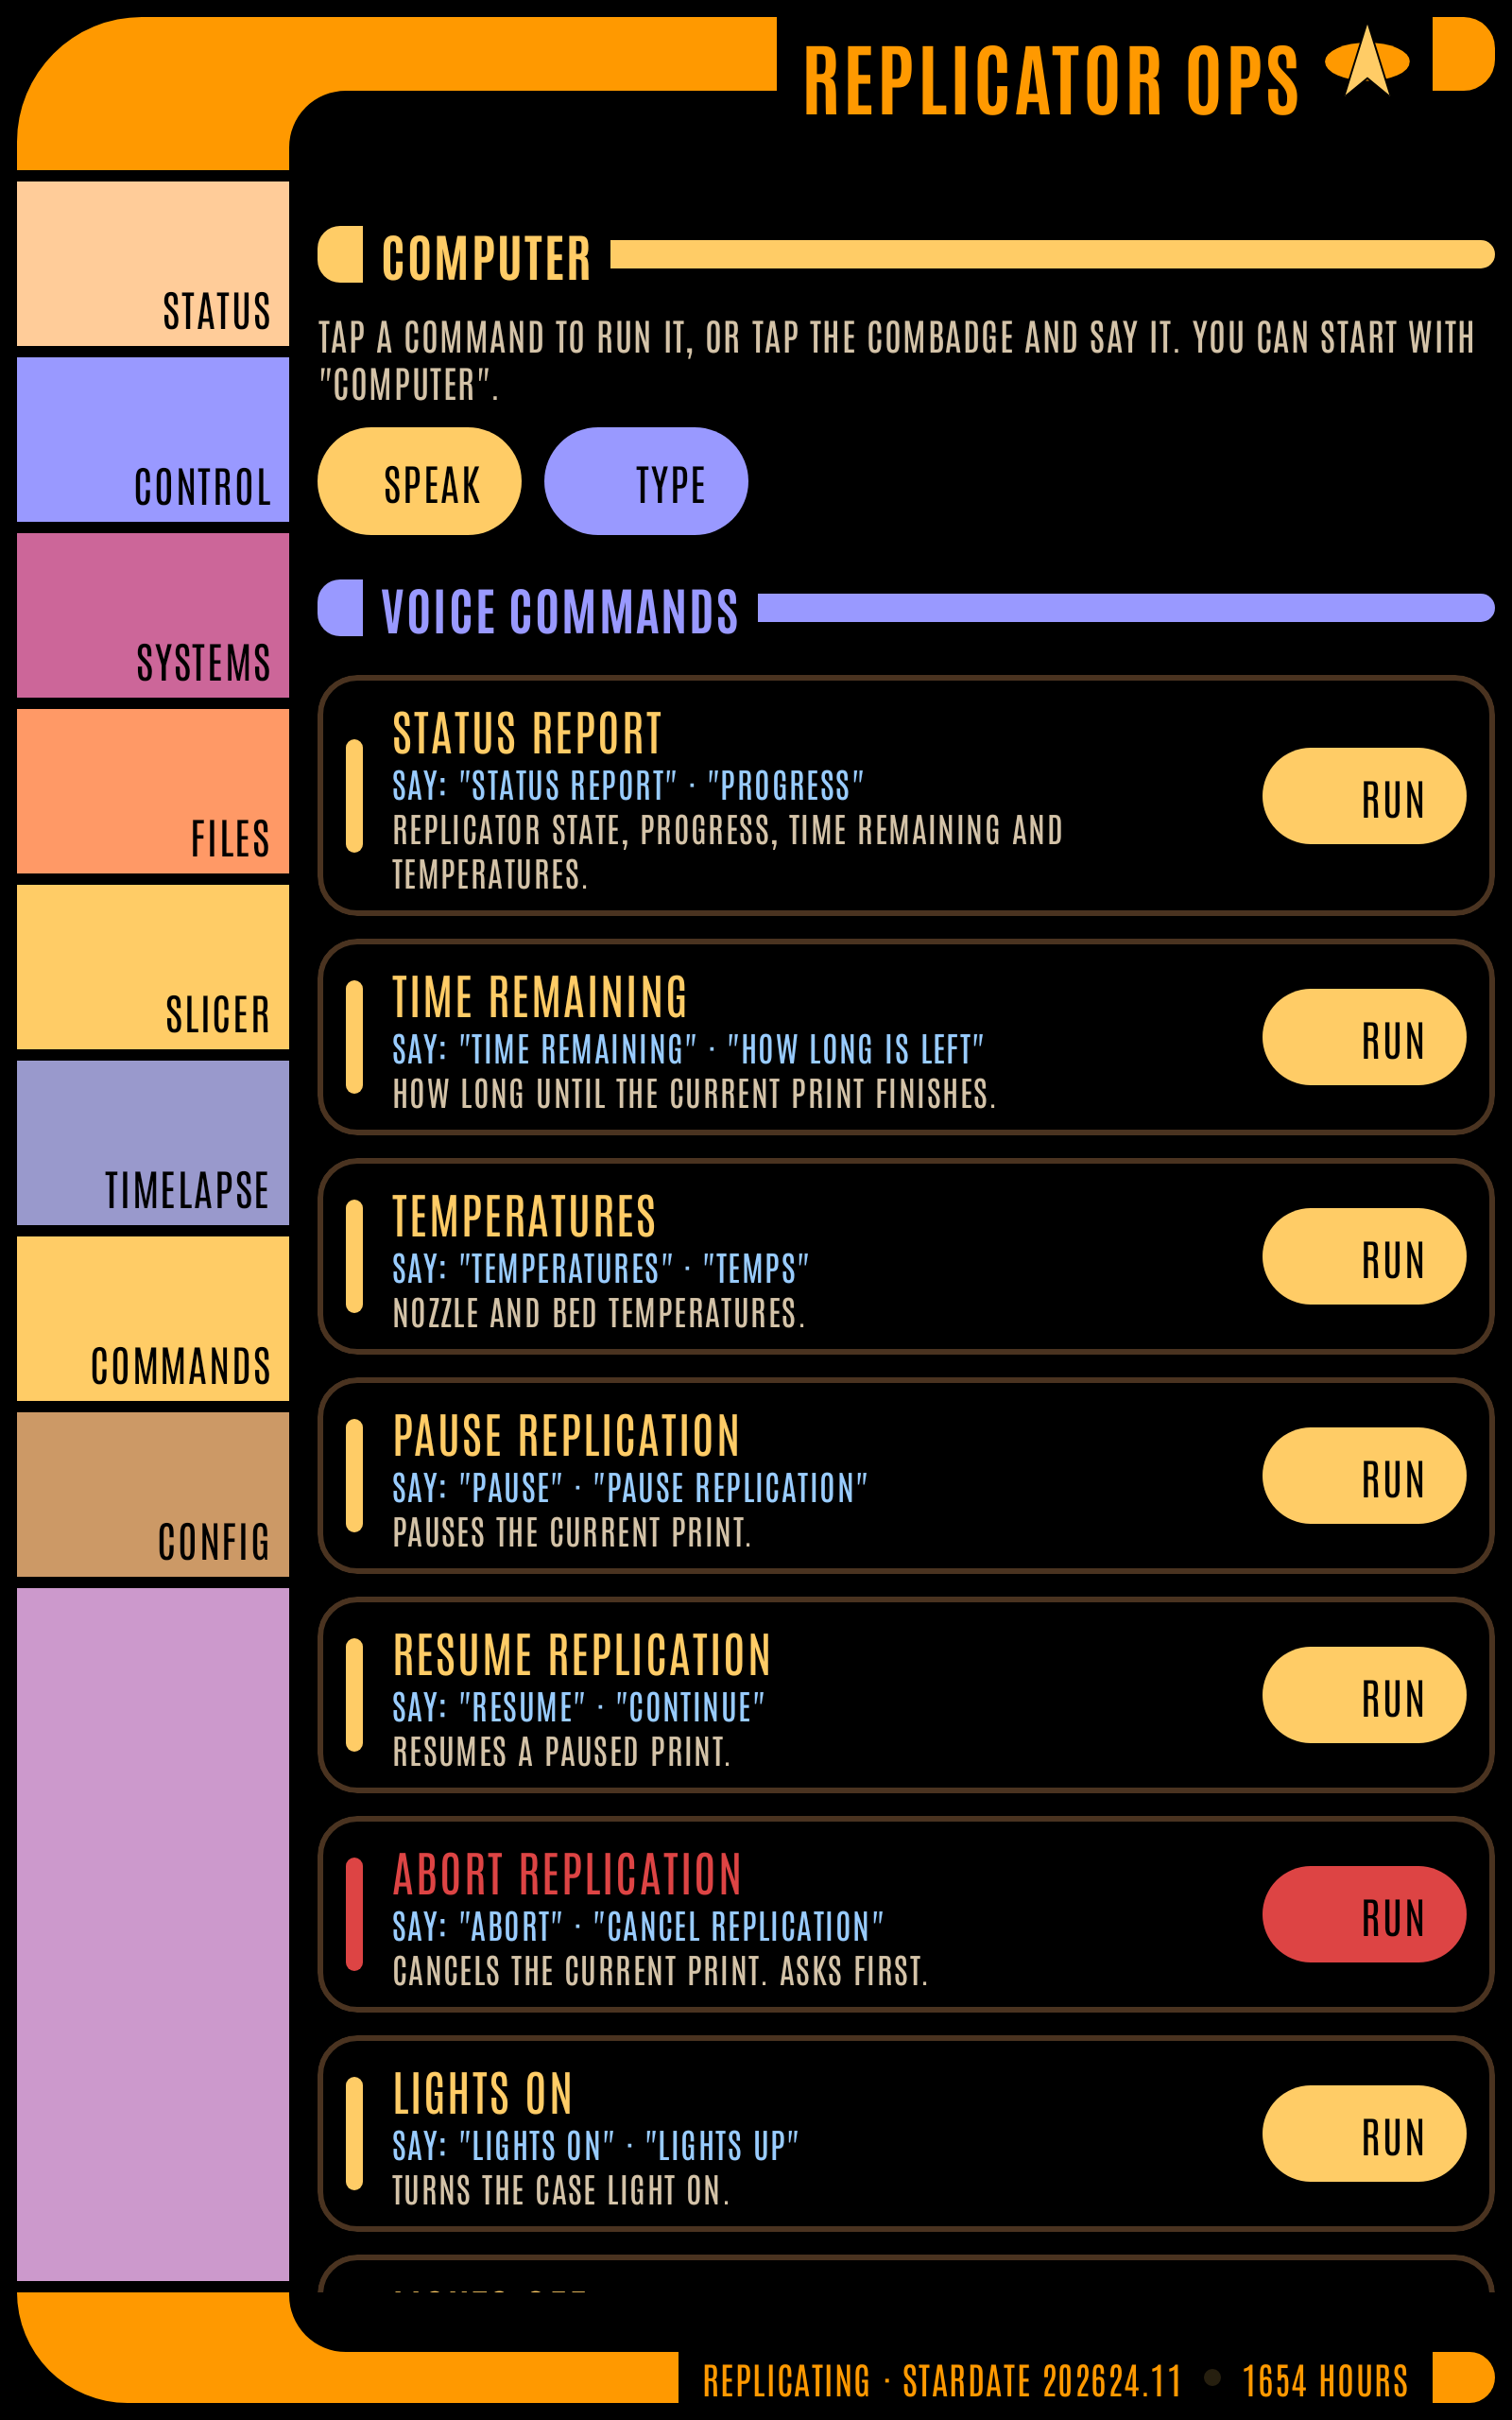 REPLICATOR OPS
STATUS
CONTROL
SYSTEMS
FILES
SLICER
TIMELAPSE
COMMANDS
CONFIG
COMPUTER
TAP A COMMAND TO RUN IT, OR TAP THE COMBADGE AND SAY IT. YOU CAN START WITH
"COMPUTER".
SPEAK
TYPE
VOICE COMMANDS
STATUS REPORT
SAY: "STATUS REPORT" · "PROGRESS"
REPLICATOR STATE, PROGRESS, TIME REMAINING AND
TEMPERATURES.
RUN
TIME REMAINING
SAY: "TIME REMAINING" · "HOW LONG IS LEFT"
HOW LONG UNTIL THE CURRENT PRINT FINISHES.
RUN
TEMPERATURES
SAY: "TEMPERATURES" · "TEMPS"
NOZZLE AND BED TEMPERATURES.
RUN
PAUSE REPLICATION
SAY: "PAUSE" · "PAUSE REPLICATION"
PAUSES THE CURRENT PRINT.
RUN
RESUME REPLICATION
SAY: "RESUME" · "CONTINUE"
RESUMES A PAUSED PRINT.
RUN
ABORT REPLICATION
SAY: "ABORT" · "CANCEL REPLICATION"
CANCELS THE CURRENT PRINT. ASKS FIRST.
RUN
LIGHTS ON
SAY: "LIGHTS ON" · "LIGHTS UP"
TURNS THE CASE LIGHT ON.
RUN
REPLICATING · STARDATE 202624.11
1654 HOURS